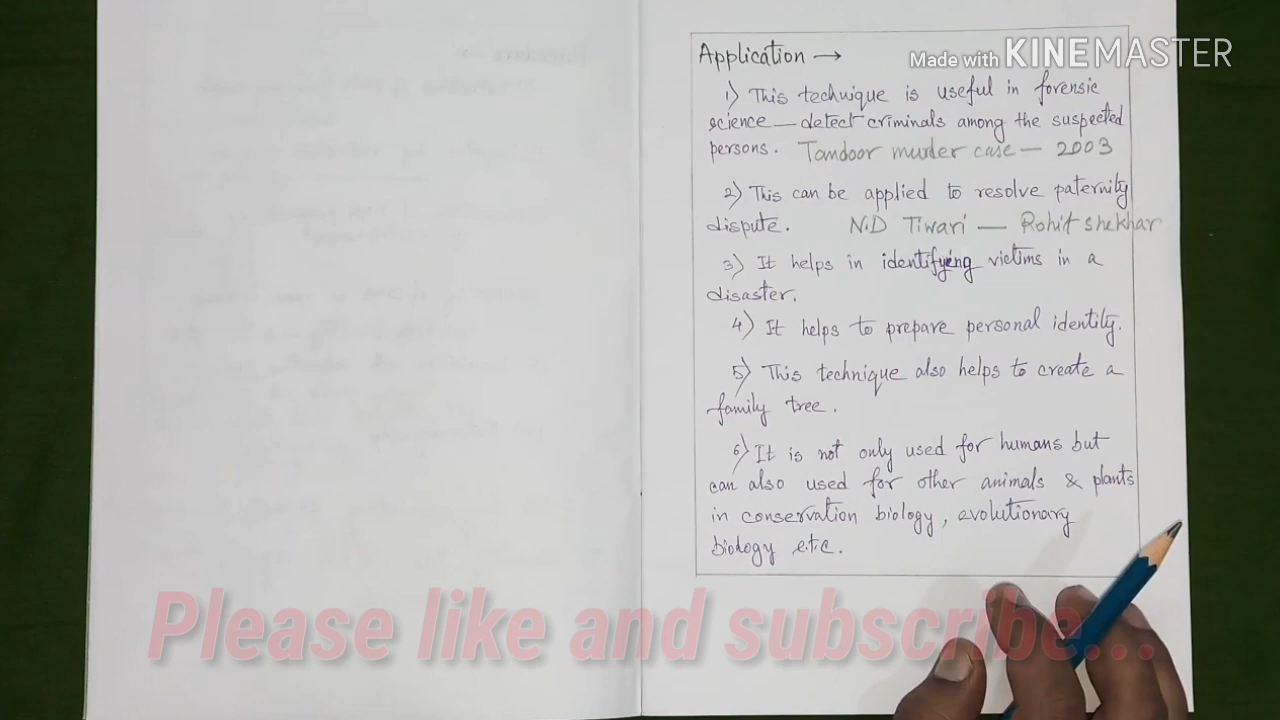 Made with KINEMASTER
Application →
1) This technique is useful in forensic
science — detect criminals among the suspected
persons. Tandoor murder case — 2003
2) This can be applied to resolve paternity
dispute. N.D Tiwari — Rohit shekhar
3) It helps in identifying victims in a
disaster.
4) It helps to prepare personal identity.
5) This technique also helps to create a
family tree.
6) It is not only used for humans but
can also used for other animals & plants
in conservation biology, evolutionary
biology e.t.c.
Please like and subscribe...